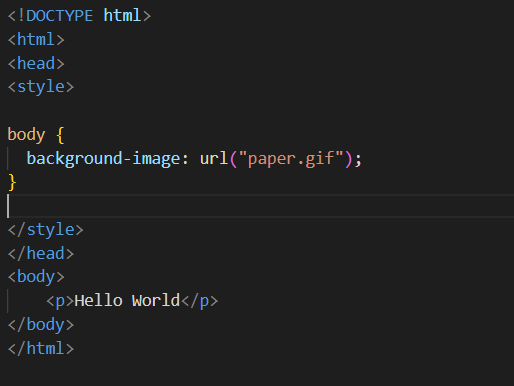 <!DOCTYPE html>
<html>
<head>
<style>

body {
  background-image: url("paper.gif");
}

</style>
</head>
<body>
    <p>Hello World</p>
</body>
</html>